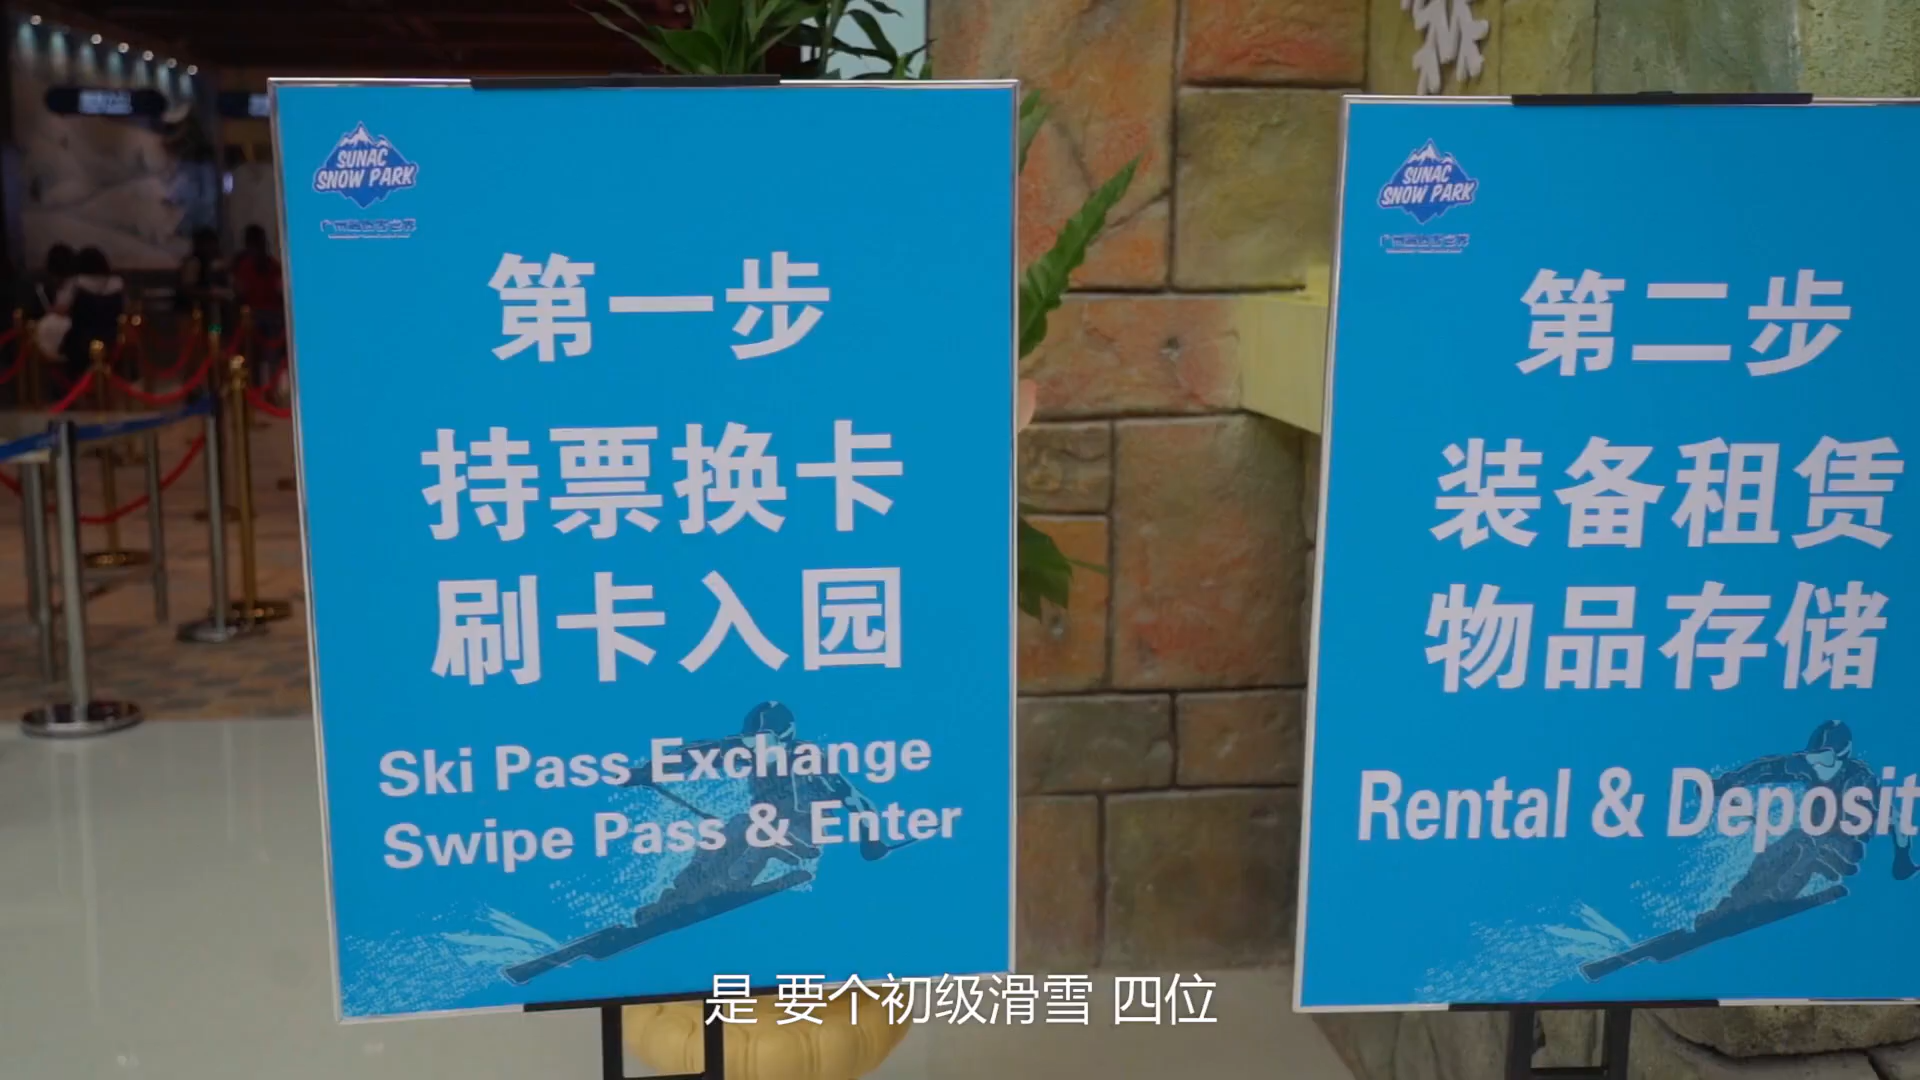 SUNAC
SNOW PARK
第一步
持票换卡
刷卡入园
Ski Pass Exchange
Swipe Pass & Enter
SUNAC
SNOW PARK
第二步
装备租赁
物品存储
Rental & Deposit
是 要个初级滑雪 四位